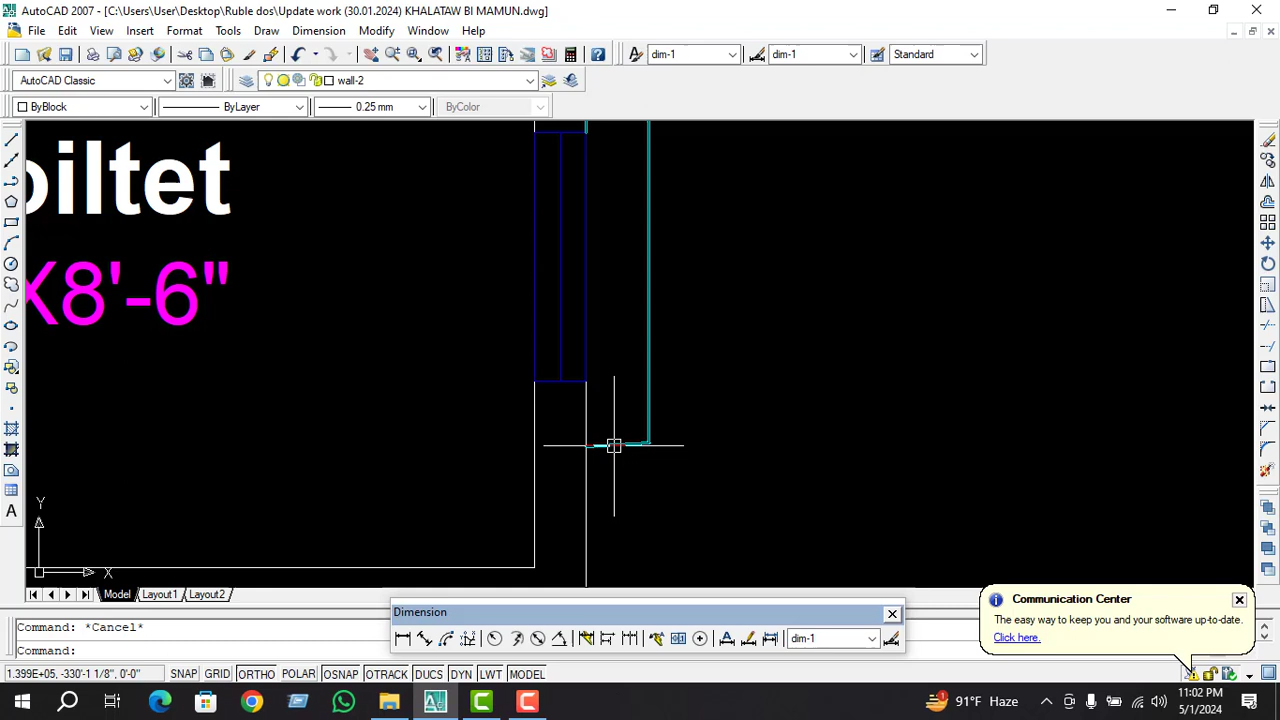 AutoCAD 2007 - [C:\Users\User\Desktop\Ruble dos\Update work (30.01.2024) KHALATAW BI MAMUN.dwg]
File Edit View Insert Format Tools Draw Dimension Modify Window Help
dim-1 dim-1 Standard
AutoCAD Classic wall-2
ByBlock ByLayer 0.25 mm ByColor
oiltet
X8'-6"
Y
X
Model Layout1 Layout2
Dimension
dim-1
Communication Center
The easy way to keep you and your software up-to-date.
Click here.
Command: *Cancel*
Command:
1.399E+05, -330'-1 1/8", 0'-0" SNAP GRID ORTHO POLAR OSNAP OTRACK DUCS DYN LWT MODEL
91°F Haze
11:02 PM
5/1/2024